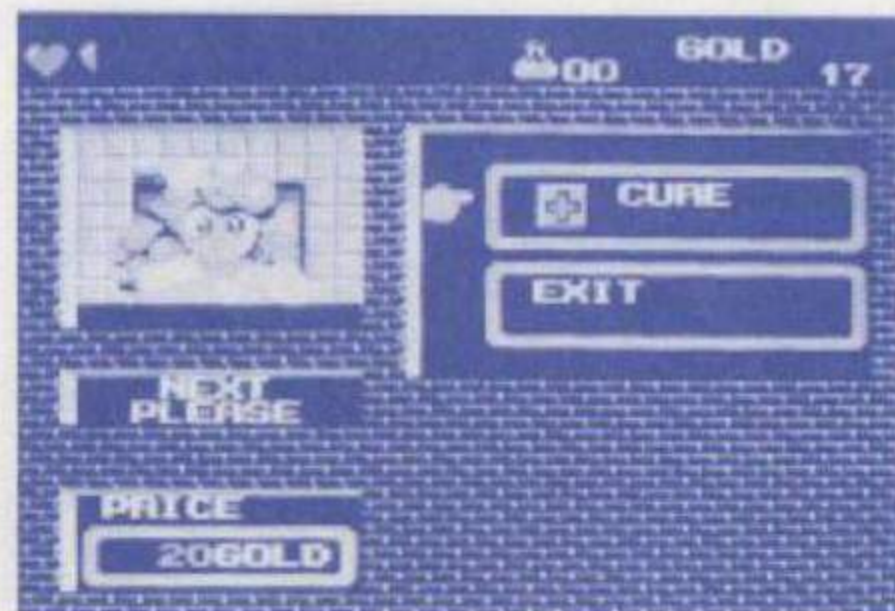 GOLD
N
00
17
CURE
EXIT
NEXT
PLEASE
PRICE
20GOLD